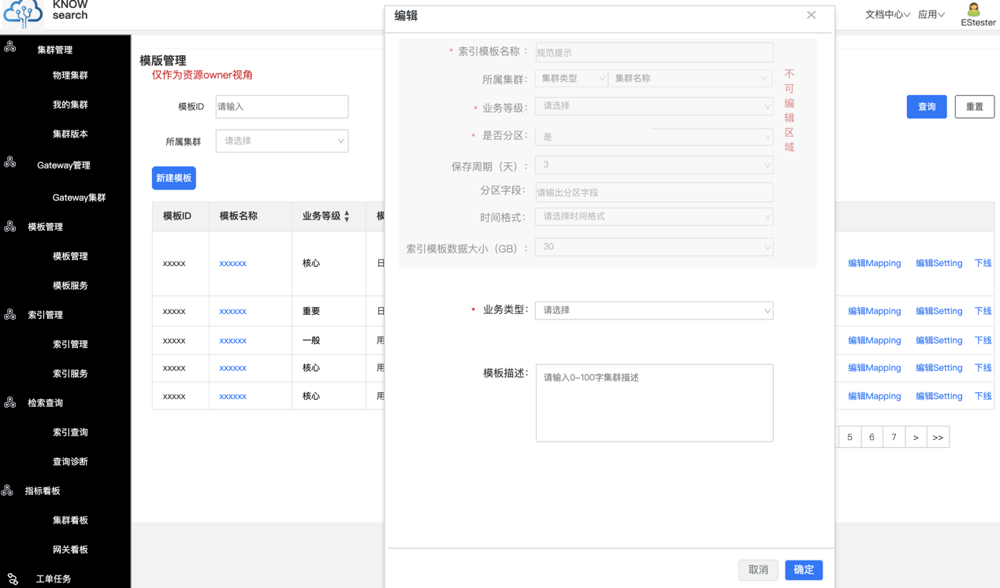 KNOW
search
文档中心 应用
EStester
集群管理
物理集群
我的集群
集群版本
Gateway管理
Gateway集群
模板管理
模板管理
模板服务
索引管理
索引管理
索引服务
检索查询
索引查询
查询诊断
指标看板
集群看板
网关看板
工单任务
模版管理
仅作为资源owner视角
模板ID 请输入
所属集群 请选择
查询 重置
新建模板
模板ID 模板名称 业务等级
xxxxx xxxxxx 核心 日 编辑Mapping 编辑Setting 下线
xxxxx xxxxxx 重要 日 编辑Mapping 编辑Setting 下线
xxxxx xxxxxx 一般 用 编辑Mapping 编辑Setting 下线
xxxxx xxxxxx 核心 用 编辑Mapping 编辑Setting 下线
xxxxx xxxxxx 核心 用 编辑Mapping 编辑Setting 下线
5 6 7 > >>
编辑
* 索引模板名称： 规范提示
所属集群: 集群类型 集群名称
* 业务等级: 请选择
* 是否分区: 是
保存周期（天）： 3
分区字段: 请输出分区字段
时间格式: 请选择时间格式
索引模板数据大小（GB）： 30
不
可
编
辑
区
域
* 业务类型: 请选择
模板描述: 请输入0-100字集群描述
取消 确定